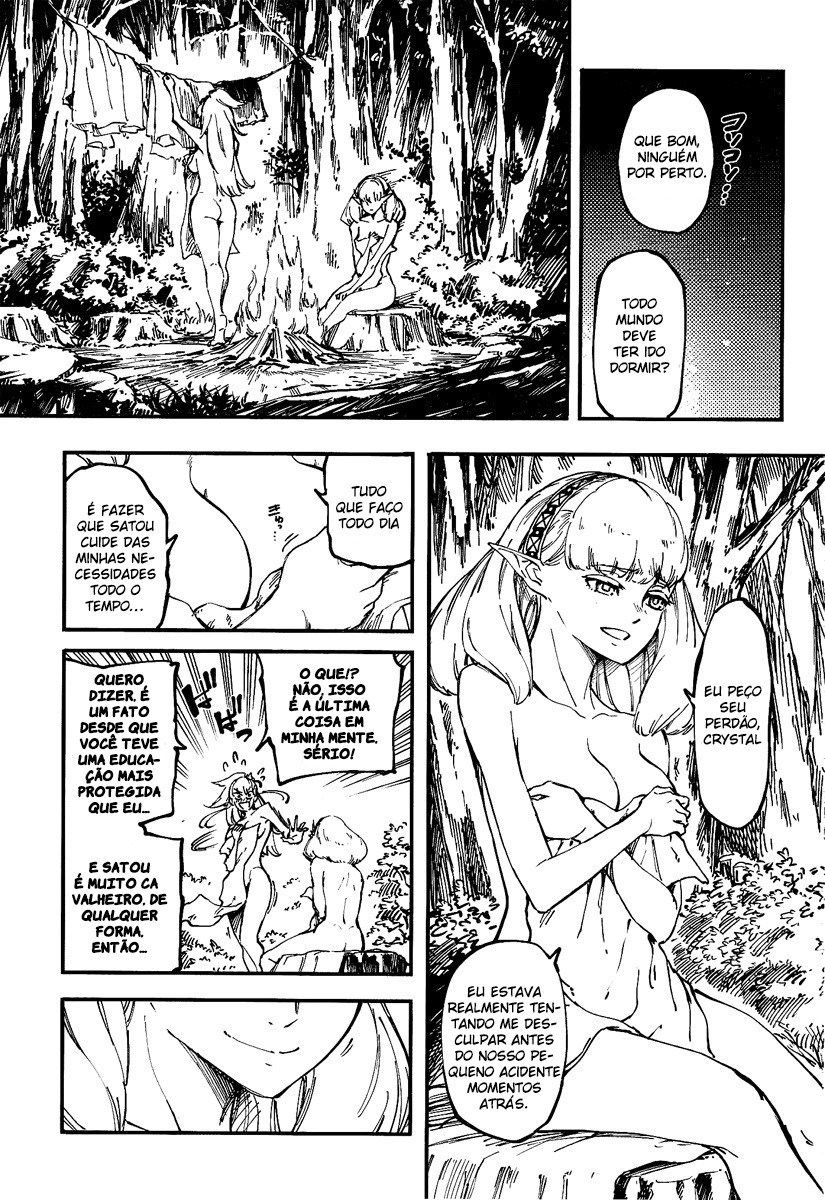 コソコソ…
QUE BOM,
NINGUÉM
POR PERTO.
TODO
MUNDO
DEVE
TER IDO
DORMIR?
EU PEÇO
SEU
PERDÃO,
CRYSTAL
EU ESTAVA
REALMENTE TEN-
TANDO ME DES-
CULPAR ANTES
DO NOSSO PE-
QUENO ACIDENTE
MOMENTOS
ATRÁS.
TUDO
QUE FAÇO
TODO DIA
É FAZER
QUE SATOU
CUIDE DAS
MINHAS NE-
CESSIDADES
TODO O
TEMPO...
O QUE!?
NÃO, ISSO
É A ÚLTIMA
COISA EM
MINHA MENTE,
SÉRIO!
QUERO
DIZER, É
UM FATO
DESDE QUE
VOCÊ TEVE
UMA EDUCA-
ÇÃO MAIS
PROTEGIDA
QUE EU...
E SATOU
É MUITO CA
VALHEIRO, DE
QUALQUER
FORMA,
ENTÃO...